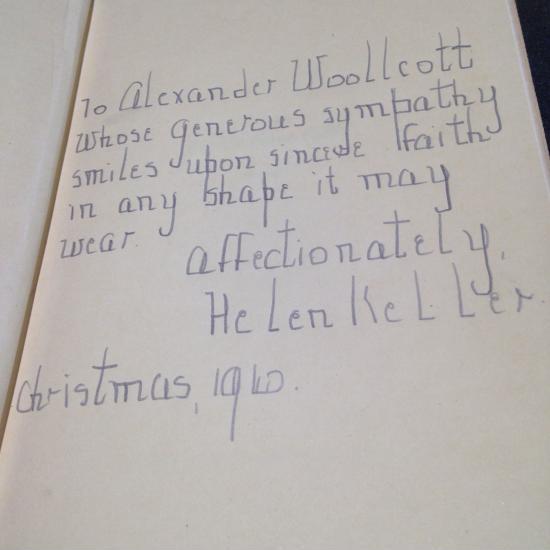 To Alexander Woollcott
whose generous sympathy
smiles upon sincere faith
in any shape it may
wear.
affectionately,
Helen Keller.
Christmas, 1940.